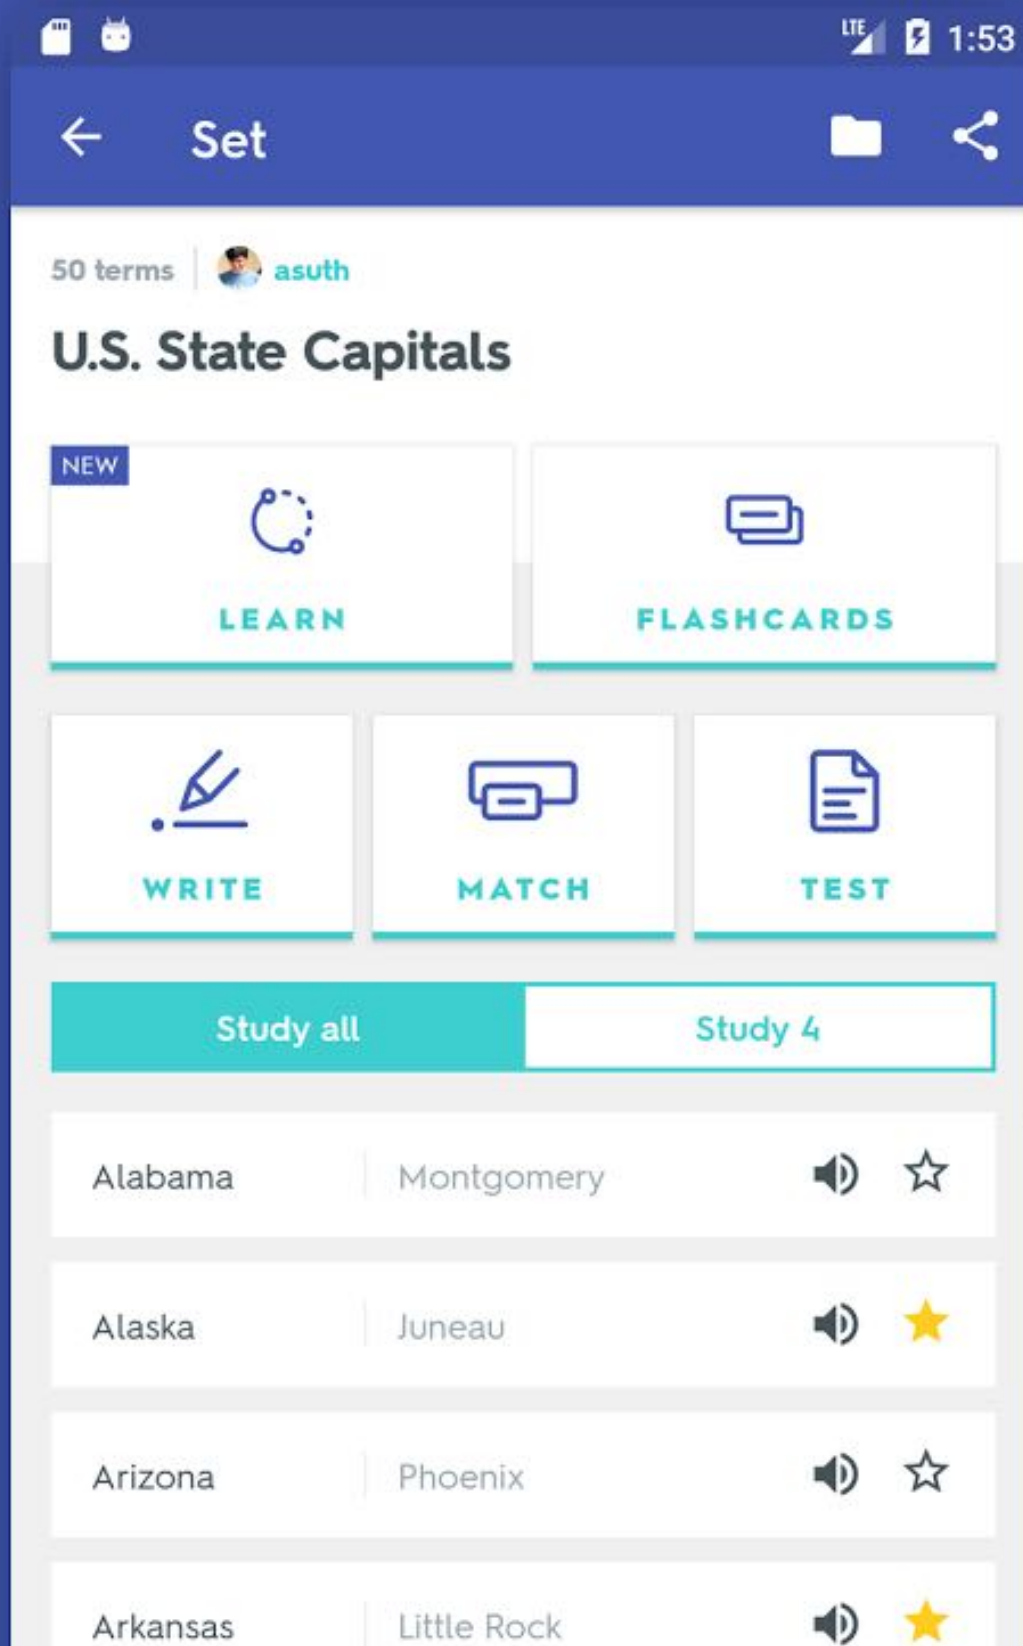 LTE 1:53
Set
50 terms asuth
U.S. State Capitals
NEW
LEARN FLASHCARDS
WRITE MATCH TEST
Study all Study 4
Alabama Montgomery
Alaska Juneau
Arizona Phoenix
Arkansas Little Rock